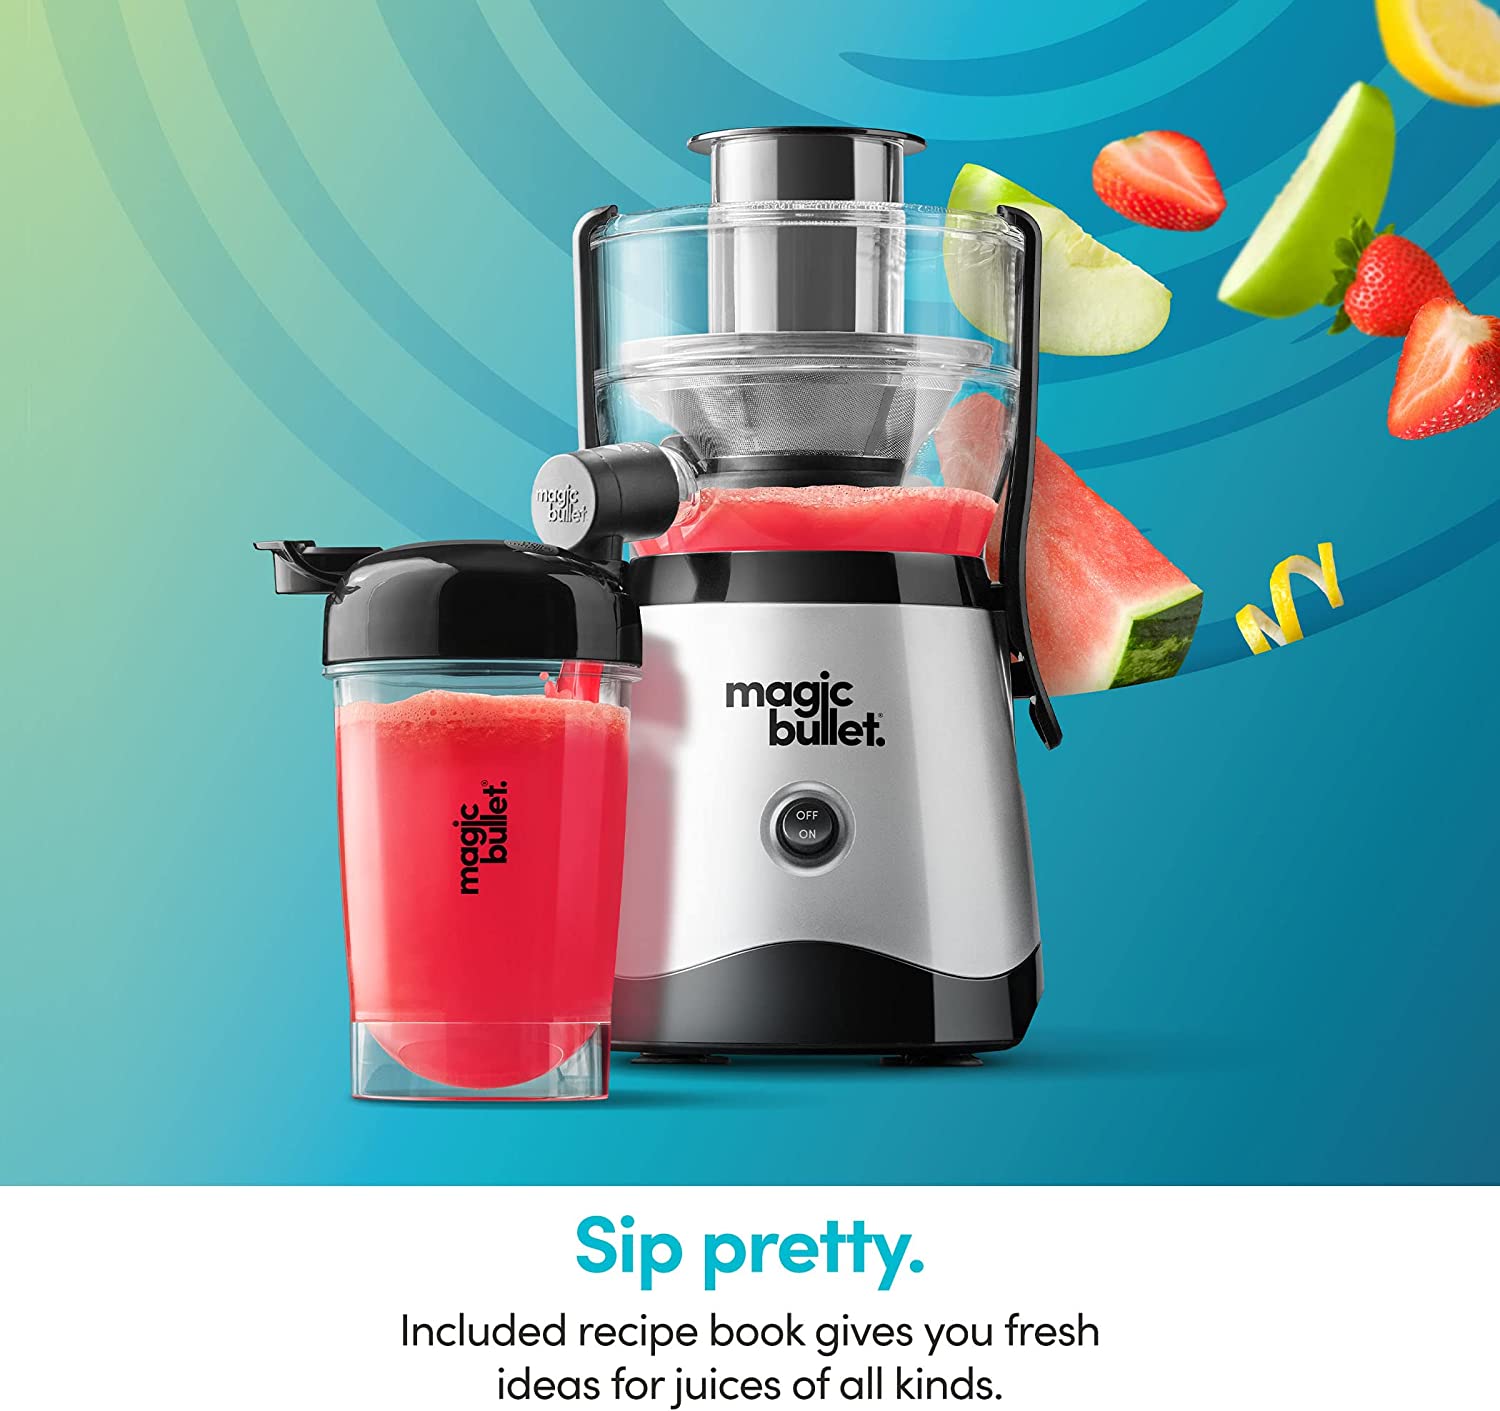 magic
bullet
magic
bullet.®
OFF
ON
magic
bullet.®
Sip pretty.
Included recipe book gives you fresh
ideas for juices of all kinds.